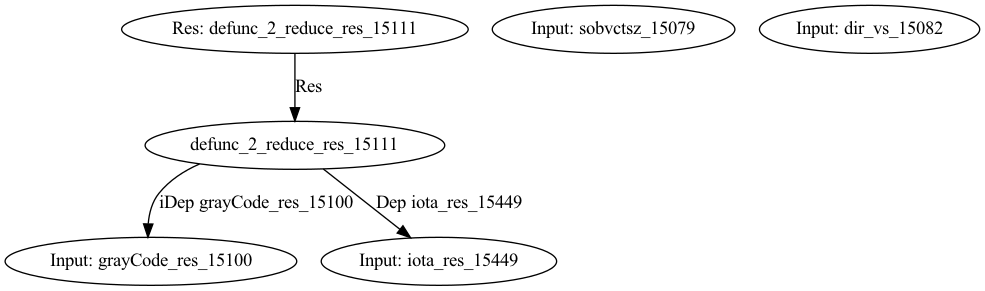 Res: defunc_2_reduce_res_15111
Input: sobvctsz_15079
Input: dir_vs_15082
Res
defunc_2_reduce_res_15111
iDep grayCode_res_15100
Dep iota_res_15449
Input: grayCode_res_15100
Input: iota_res_15449